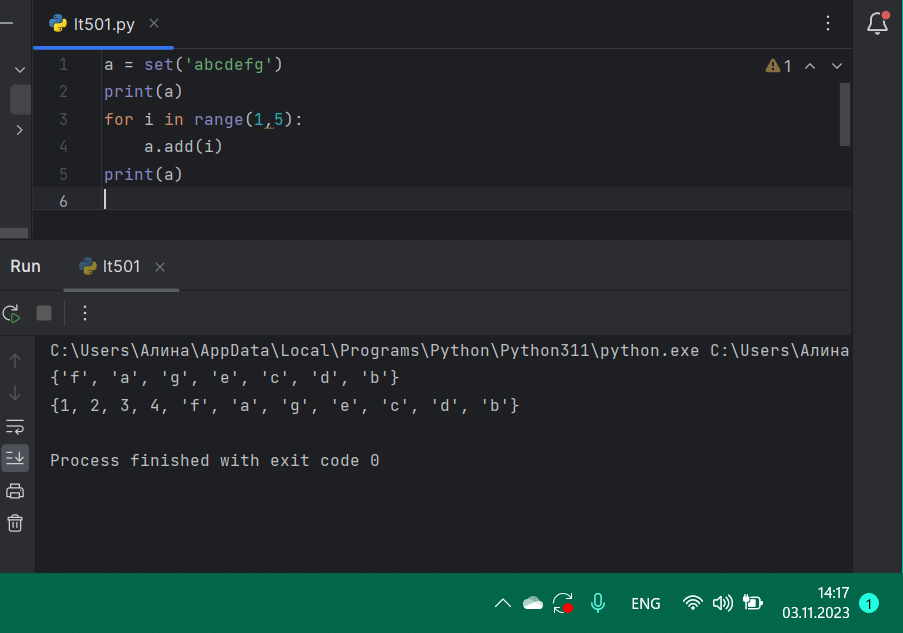 lt501.py
1 a = set('abcdefg')
1
2 print(a)
3 for i in range(1,5):
4 a.add(i)
5 print(a)
6
Run lt501
C:\Users\Алина\AppData\Local\Programs\Python\Python311\python.exe C:\Users\Алина
{'f', 'a', 'g', 'e', 'c', 'd', 'b'}
{1, 2, 3, 4, 'f', 'a', 'g', 'e', 'c', 'd', 'b'}
Process finished with exit code 0
ENG
14:17
03.11.2023
1